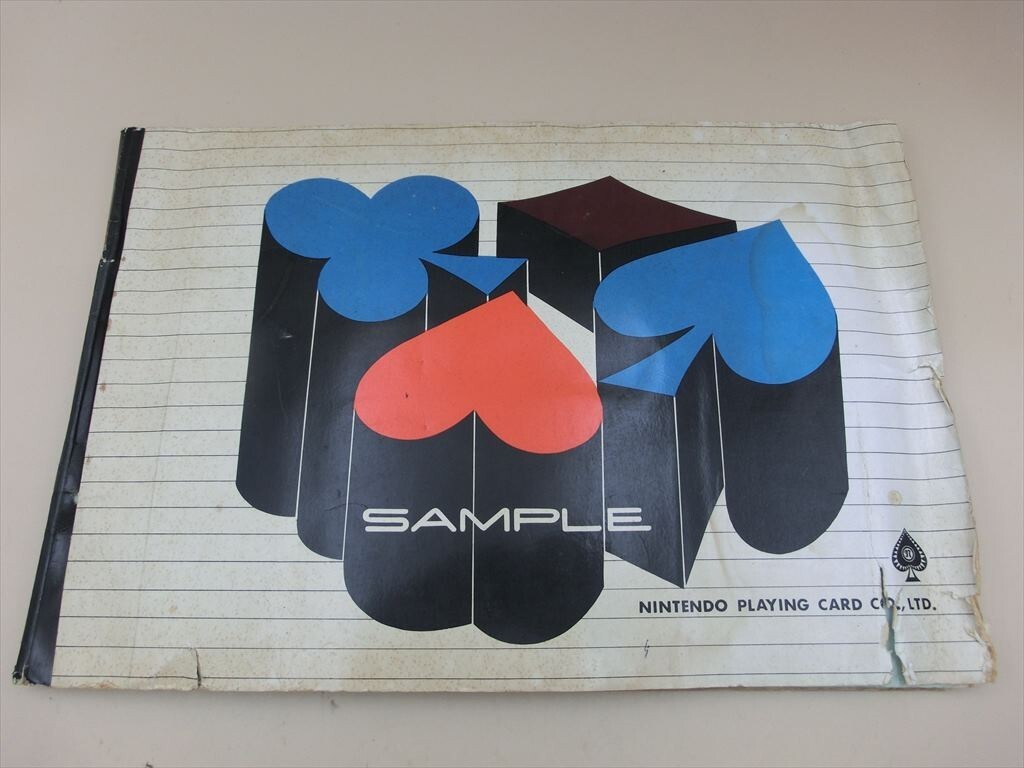 SAMPLE
NINTENDO PLAYING CARD CO., LTD.